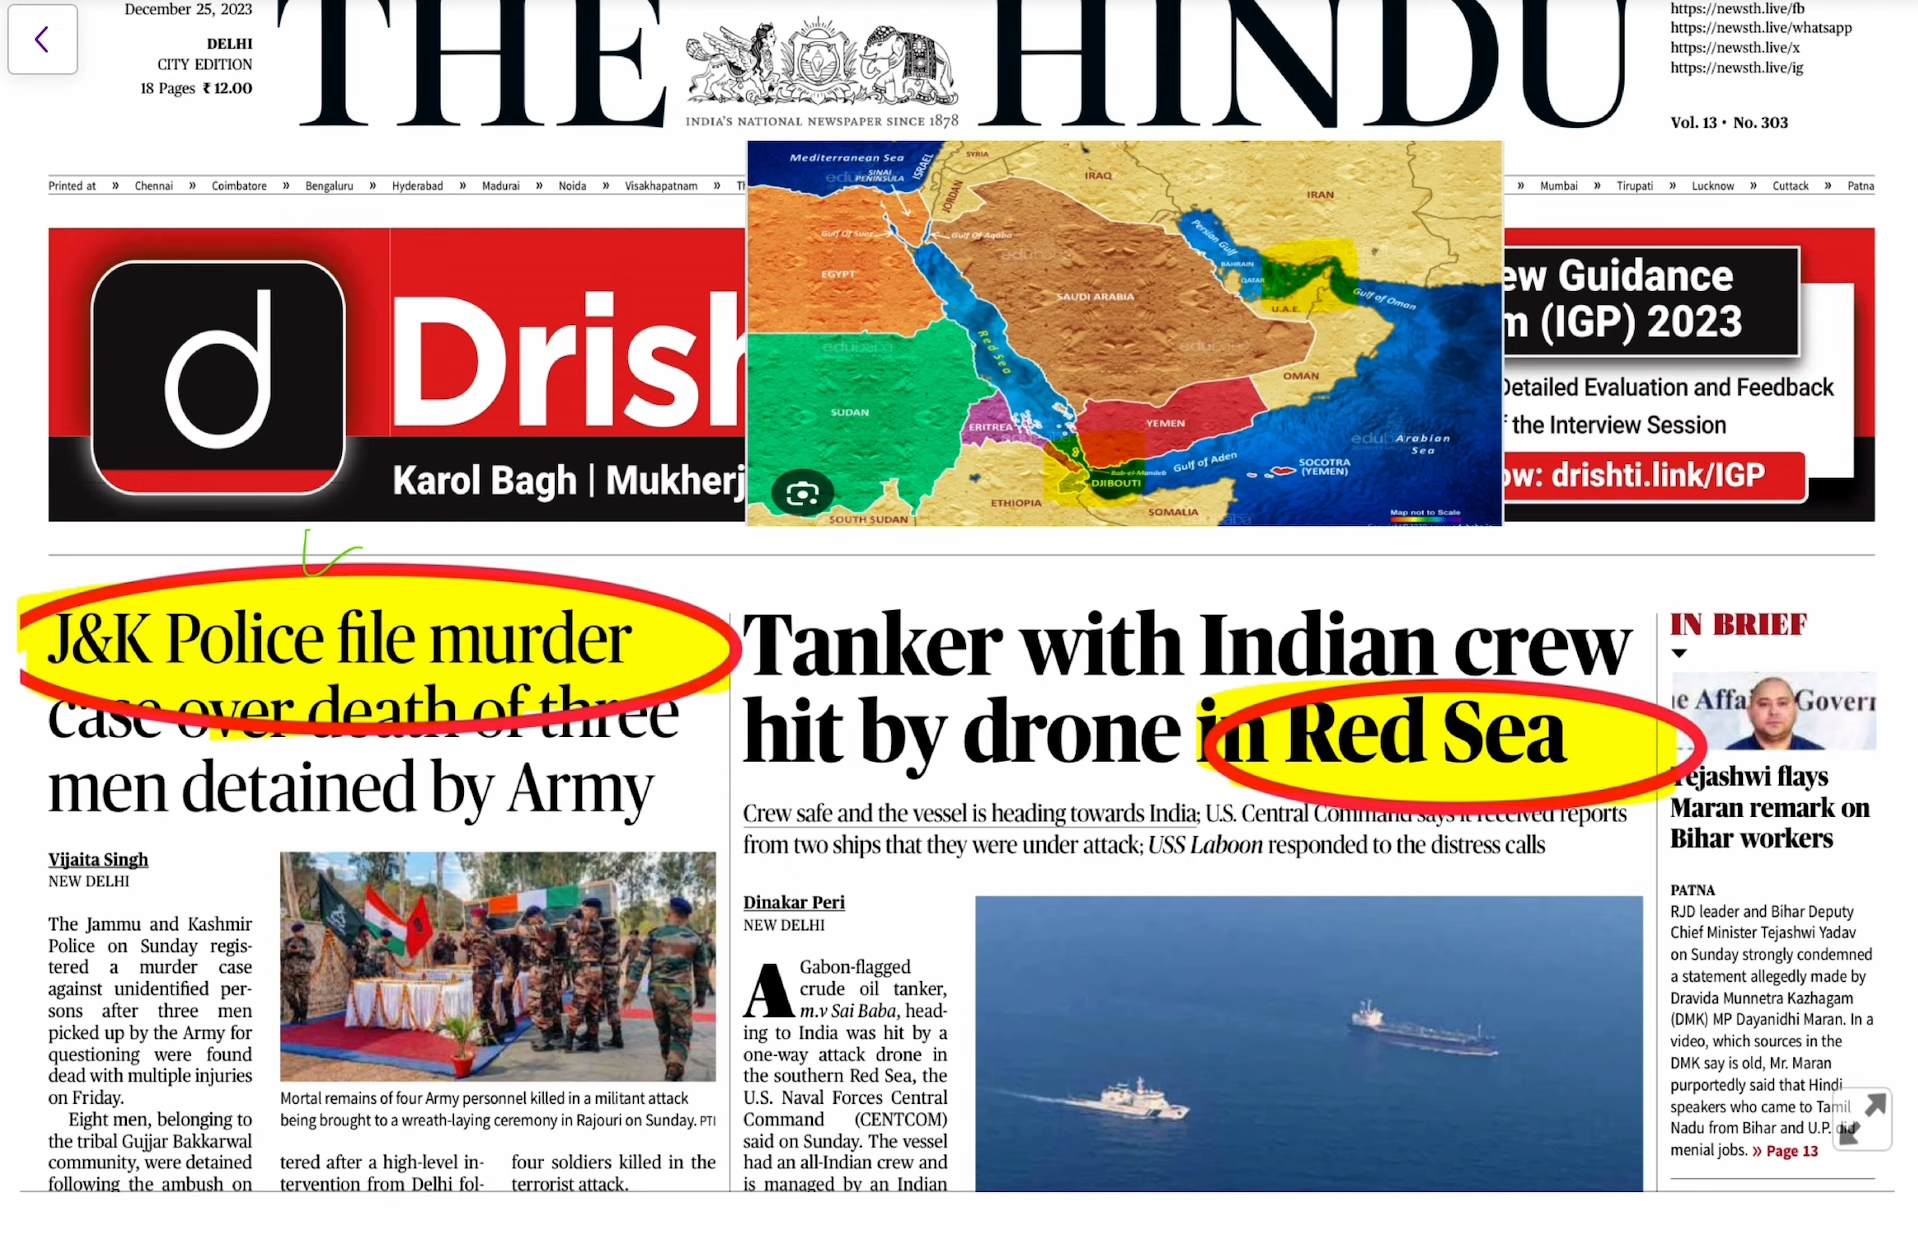 December 25, 2023
DELHI
CITY EDITION
18 Pages ₹12.00
THE HINDU
INDIA'S NATIONAL NEWSPAPER SINCE 1878
https://newsth.live/fb
https://newsth.live/whatsapp
https://newsth.live/x
https://newsth.live/ig
Vol. 13 • No. 303
Printed at » Chennai » Coimbatore » Bengaluru » Hyderabad » Madurai » Noida » Visakhapatnam »
» Mumbai » Tirupati » Lucknow » Cuttack » Patna
d
Karol Bagh |
Guidance
(IGP) 2023
Detailed Evaluation and Feedback
the Interview Session
drishti.link/IGP
Mediterranean Sea
SYRIA
ISRAEL
SINAI
PENINSULA
JORDAN
IRAQ
IRAN
Gulf Of Suez
Gulf Of Aqaba
Persian Gulf
BAHRAIN
QATAR
EGYPT
SAUDI ARABIA
U.A.E.
Gulf of Oman
Red Sea
OMAN
SUDAN
ERITREA
YEMEN
Arabian
Sea
Bab-el-Mandeb
Gulf of Aden
DJIBOUTI
SOCOTRA
(YEMEN)
ETHIOPIA
SOMALIA
SOUTH SUDAN
Map not to Scale
J&K Police file murder
case over death of three
men detained by Army
Vijaita Singh
NEW DELHI
The Jammu and Kashmir
Police on Sunday regis-
tered a murder case
against unidentified per-
sons after three men
picked up by the Army for
questioning were found
dead with multiple injuries
on Friday.
Eight men, belonging to
the tribal Gujjar Bakkarwal
community, were detained
following the ambush on
Mortal remains of four Army personnel killed in a militant attack
being brought to a wreath-laying ceremony in Rajouri on Sunday. PTI
tered after a high-level in-
tervention from Delhi fol-
four soldiers killed in the
terrorist attack.
Tanker with Indian crew
hit by drone in Red Sea
Crew safe and the vessel is heading towards India; U.S. Central Command says it received reports
from two ships that they were under attack; USS Laboon responded to the distress calls
Dinakar Peri
NEW DELHI
A Gabon-flagged
crude oil tanker,
m.v Sai Baba, head-
ing to India was hit by a
one-way attack drone in
the southern Red Sea, the
U.S. Naval Forces Central
Command (CENTCOM)
said on Sunday. The vessel
had an all-Indian crew and
is managed by an Indian
IN BRIEF
Tejashwi flays
Maran remark on
Bihar workers
PATNA
RJD leader and Bihar Deputy
Chief Minister Tejashwi Yadav
on Sunday strongly condemned
a statement allegedly made by
Dravida Munnetra Kazhagam
(DMK) MP Dayanidhi Maran. In a
video, which sources in the
DMK say is old, Mr. Maran
purportedly said that Hindi
speakers who came to Tamil
Nadu from Bihar and U.P. did
menial jobs. » Page 13